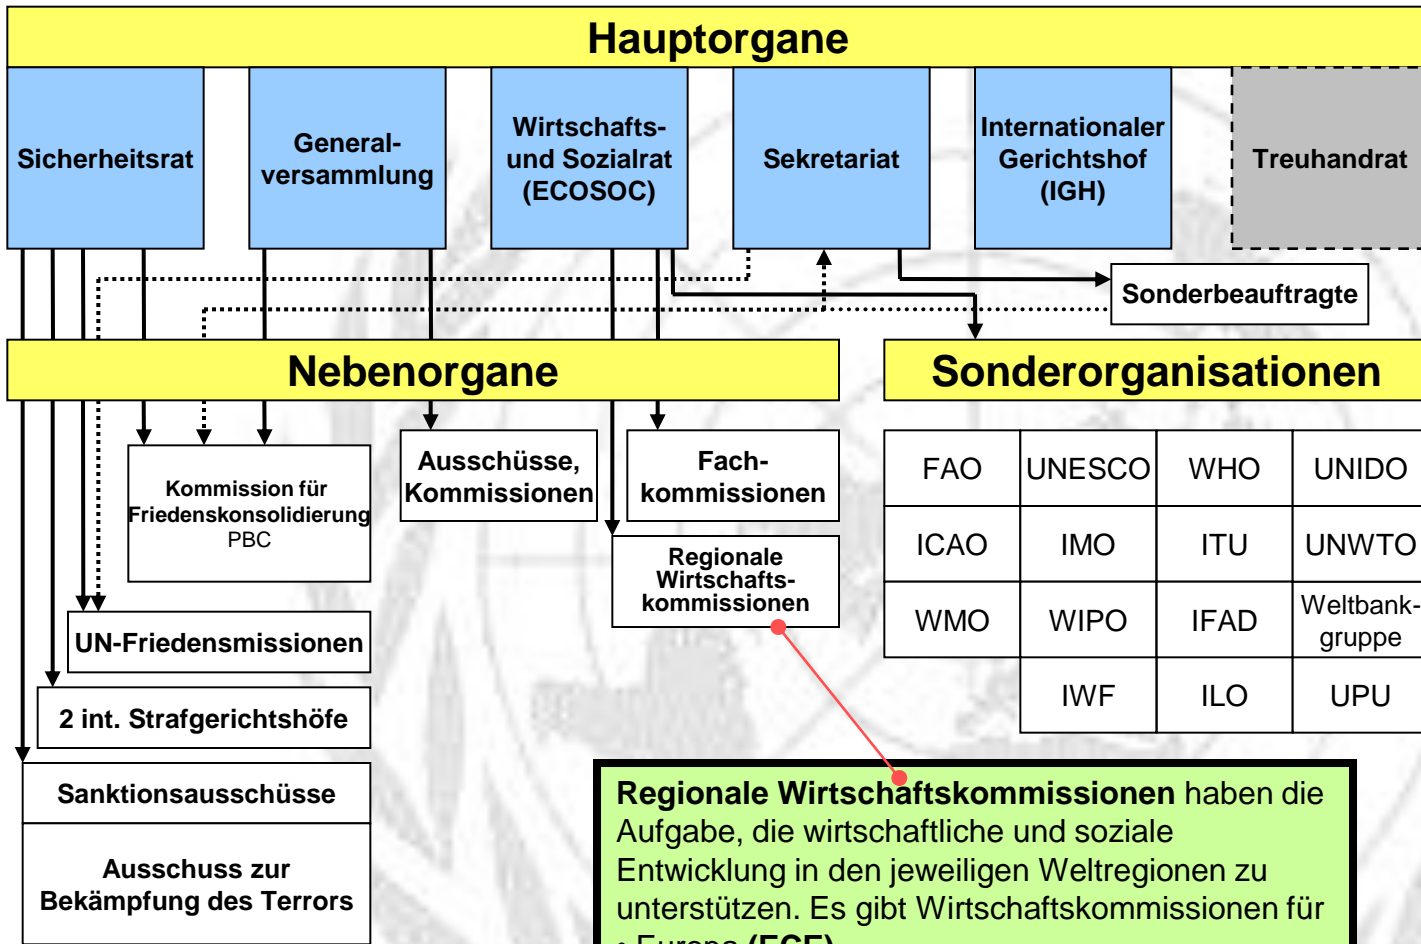 Hauptorgane
Sicherheitsrat
General-
versammlung
Wirtschafts-
und Sozialrat
(ECOSOC)
Sekretariat
Internationaler
Gerichtshof
(IGH)
Treuhandrat
Sonderbeauftragte
Nebenorgane
Sonderorganisationen
Kommission für
Friedenskonsolidierung
PBC
Ausschüsse,
Kommissionen
Fach-
kommissionen
Regionale
Wirtschafts-
kommissionen
UN-Friedensmissionen
2 int. Strafgerichtshöfe
Sanktionsausschüsse
Ausschuss zur
Bekämpfung des Terrors
FAO UNESCO WHO UNIDO
ICAO IMO ITU UNWTO
WMO WIPO IFAD Weltbank-
gruppe
IWF ILO UPU
Regionale Wirtschaftskommissionen haben die
Aufgabe, die wirtschaftliche und soziale
Entwicklung in den jeweiligen Weltregionen zu
unterstützen. Es gibt Wirtschaftskommissionen für
• Europa (ECE)